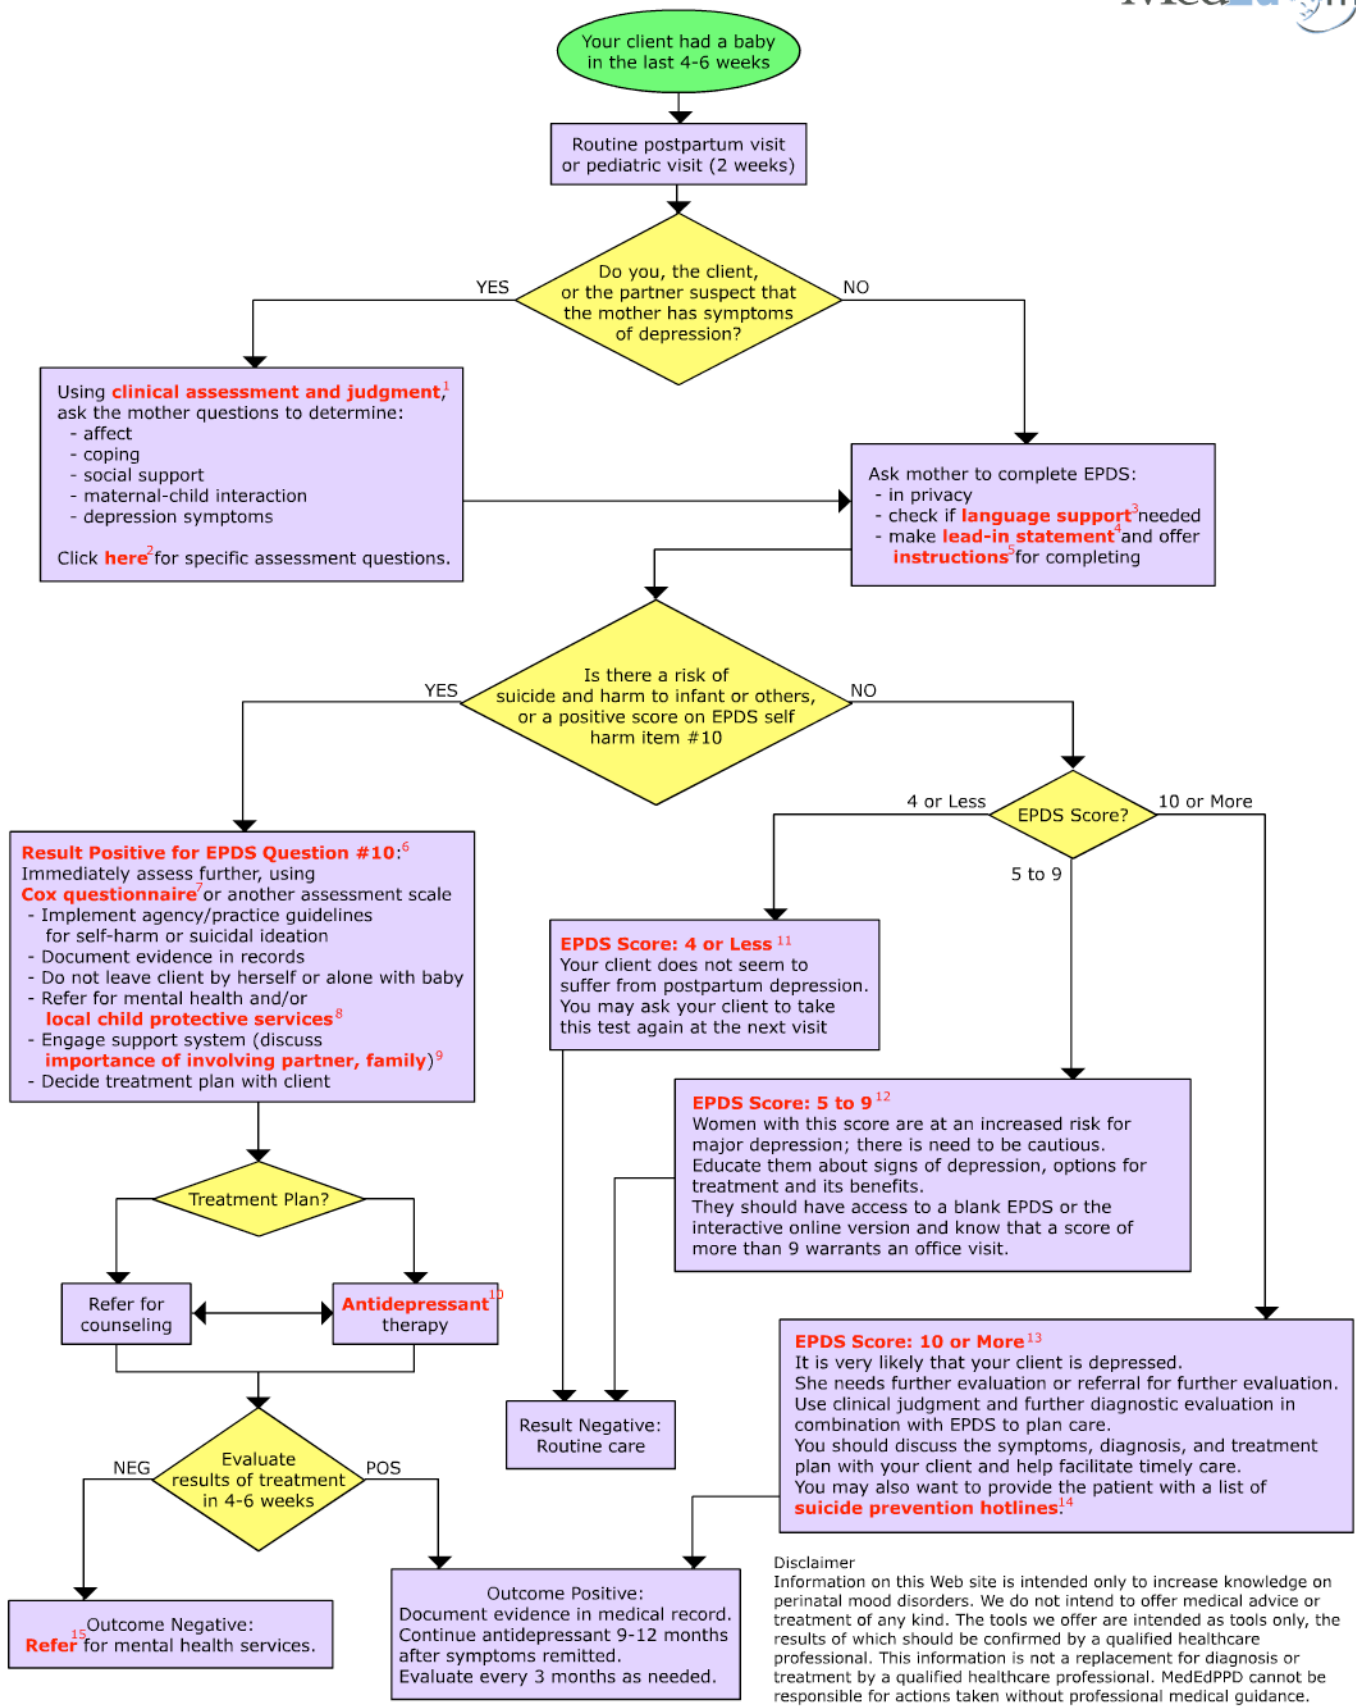 Your client had a baby
in the last 4-6 weeks
Routine postpartum visit
or pediatric visit (2 weeks)
Do you, the client,
or the partner suspect that
the mother has symptoms
of depression?
YES
NO
Using clinical assessment and judgment,1
ask the mother questions to determine:
- affect
- coping
- social support
- maternal-child interaction
- depression symptoms
Click here2 for specific assessment questions.
Ask mother to complete EPDS:
- in privacy
- check if language support3 needed
- make lead-in statement4 and offer
instructions5 for completing
Is there a risk of
suicide and harm to infant or others,
or a positive score on EPDS self
harm item #10
YES
NO
EPDS Score?
4 or Less
10 or More
5 to 9
Result Positive for EPDS Question #10:6
Immediately assess further, using
Cox questionnaire7 or another assessment scale
- Implement agency/practice guidelines
for self-harm or suicidal ideation
- Document evidence in records
- Do not leave client by herself or alone with baby
- Refer for mental health and/or
local child protective services8
- Engage support system (discuss
importance of involving partner, family)9
- Decide treatment plan with client
EPDS Score: 4 or Less 11
Your client does not seem to
suffer from postpartum depression.
You may ask your client to take
this test again at the next visit
EPDS Score: 5 to 9 12
Women with this score are at an increased risk for
major depression; there is need to be cautious.
Educate them about signs of depression, options for
treatment and its benefits.
They should have access to a blank EPDS or the
interactive online version and know that a score of
more than 9 warrants an office visit.
Treatment Plan?
Refer for
counseling
Antidepressant10
therapy
EPDS Score: 10 or More 13
It is very likely that your client is depressed.
She needs further evaluation or referral for further evaluation.
Use clinical judgment and further diagnostic evaluation in
combination with EPDS to plan care.
You should discuss the symptoms, diagnosis, and treatment
plan with your client and help facilitate timely care.
You may also want to provide the patient with a list of
suicide prevention hotlines.14
Result Negative:
Routine care
Evaluate
results of treatment
in 4-6 weeks
NEG
POS
Outcome Negative:
Refer15 for mental health services.
Outcome Positive:
Document evidence in medical record.
Continue antidepressant 9-12 months
after symptoms remitted.
Evaluate every 3 months as needed.
Disclaimer
Information on this Web site is intended only to increase knowledge on
perinatal mood disorders. We do not intend to offer medical advice or
treatment of any kind. The tools we offer are intended as tools only, the
results of which should be confirmed by a qualified healthcare
professional. This information is not a replacement for diagnosis or
treatment by a qualified healthcare professional. MedEdPPD cannot be
responsible for actions taken without professional medical guidance.